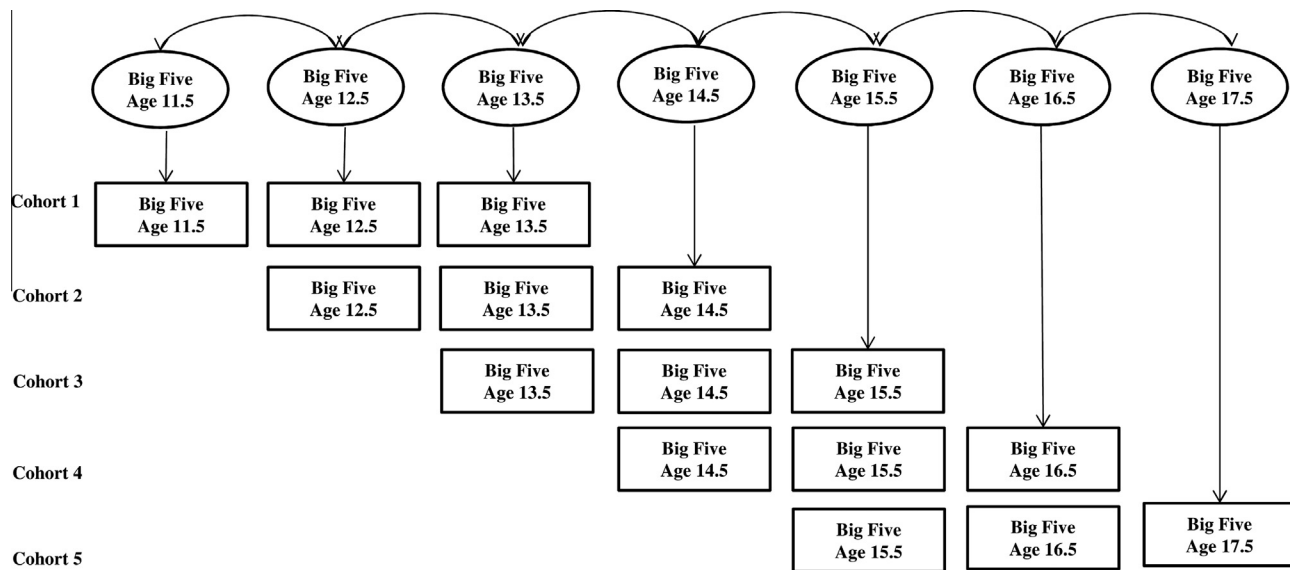 Big Five
Age 11.5
Big Five
Age 12.5
Big Five
Age 13.5
Big Five
Age 14.5
Big Five
Age 15.5
Big Five
Age 16.5
Big Five
Age 17.5
Cohort 1
Big Five
Age 11.5
Big Five
Age 12.5
Big Five
Age 13.5
Cohort 2
Big Five
Age 12.5
Big Five
Age 13.5
Big Five
Age 14.5
Cohort 3
Big Five
Age 13.5
Big Five
Age 14.5
Big Five
Age 15.5
Cohort 4
Big Five
Age 14.5
Big Five
Age 15.5
Big Five
Age 16.5
Cohort 5
Big Five
Age 15.5
Big Five
Age 16.5
Big Five
Age 17.5